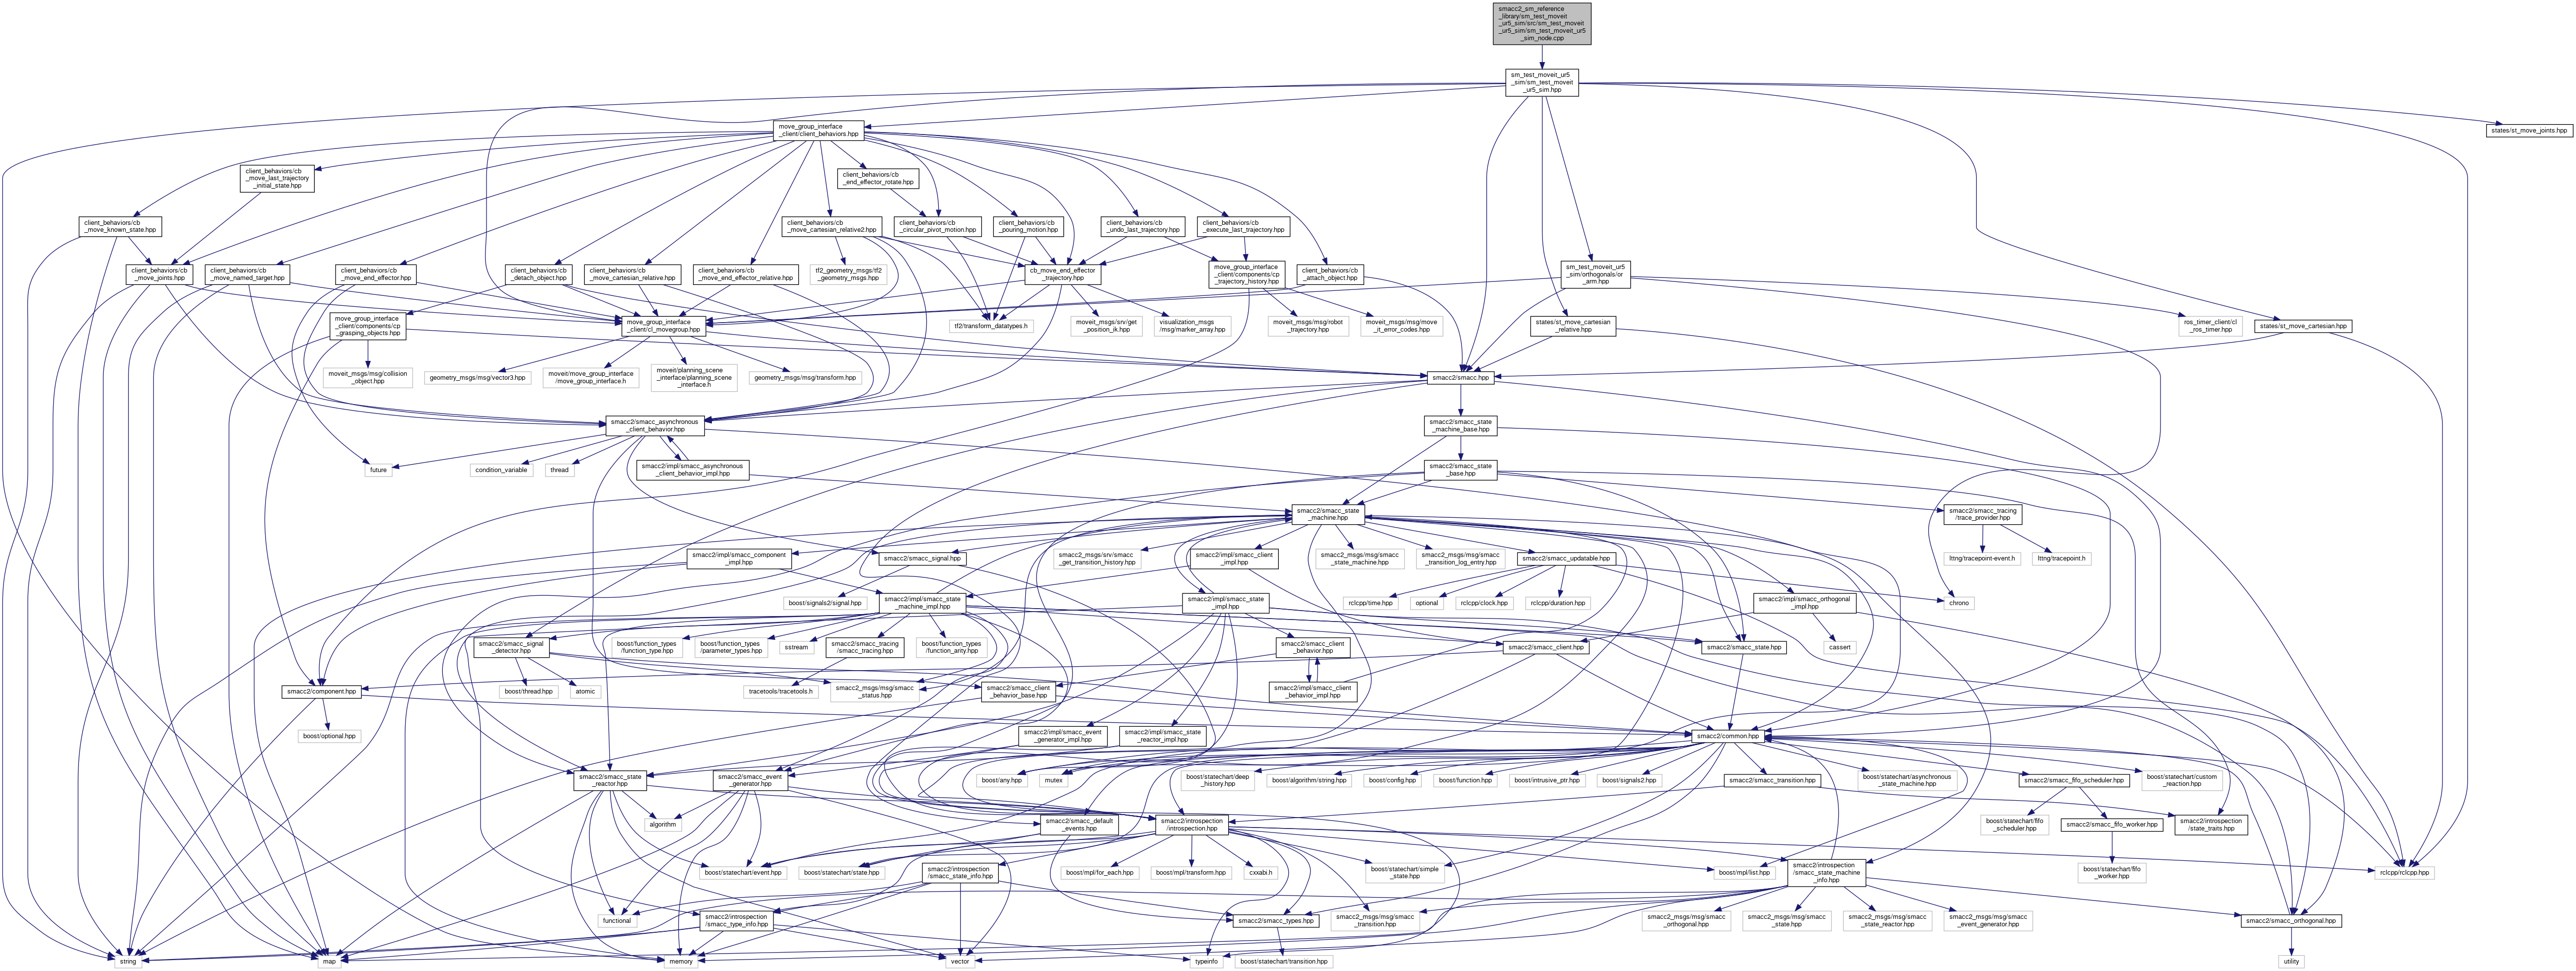 smacc2_sm_reference
_library/sm_test_moveit
_ur5_sim/src/sm_test_moveit
_ur5_sim/sm_test_moveit_ur5
_sim_node.cpp
sm_test_moveit_ur5
_sim/sm_test_moveit
_ur5_sim.hpp
move_group_interface
_client/client_behaviors.hpp
states/st_move_joints.hpp
client_behaviors/cb
_move_last_trajectory
_initial_state.hpp
client_behaviors/cb
_end_effector_rotate.hpp
client_behaviors/cb
_move_known_state.hpp
client_behaviors/cb
_move_cartesian_relative2.hpp
client_behaviors/cb
_circular_pivot_motion.hpp
client_behaviors/cb
_pouring_motion.hpp
client_behaviors/cb
_undo_last_trajectory.hpp
client_behaviors/cb
_execute_last_trajectory.hpp
client_behaviors/cb
_move_joints.hpp
client_behaviors/cb
_move_named_target.hpp
client_behaviors/cb
_move_end_effector.hpp
client_behaviors/cb
_detach_object.hpp
client_behaviors/cb
_move_cartesian_relative.hpp
client_behaviors/cb
_move_end_effector_relative.hpp
tf2_geometry_msgs/tf2
_geometry_msgs.hpp
cb_move_end_effector
_trajectory.hpp
move_group_interface
_client/components/cp
_trajectory_history.hpp
client_behaviors/cb
_attach_object.hpp
sm_test_moveit_ur5
_sim/orthogonals/or
_arm.hpp
move_group_interface
_client/components/cp
_grasping_objects.hpp
move_group_interface
_client/cl_movegroup.hpp
tf2/transform_datatypes.h
moveit_msgs/srv/get
_position_ik.hpp
visualization_msgs
/msg/marker_array.hpp
moveit_msgs/msg/robot
_trajectory.hpp
moveit_msgs/msg/move
_it_error_codes.hpp
states/st_move_cartesian
_relative.hpp
ros_timer_client/cl
_ros_timer.hpp
states/st_move_cartesian.hpp
moveit_msgs/msg/collision
_object.hpp
geometry_msgs/msg/vector3.hpp
moveit/move_group_interface
/move_group_interface.h
moveit/planning_scene
_interface/planning_scene
_interface.h
geometry_msgs/msg/transform.hpp
smacc2/smacc.hpp
smacc2/smacc_asynchronous
_client_behavior.hpp
smacc2/smacc_state
_machine_base.hpp
future
condition_variable
thread
smacc2/impl/smacc_asynchronous
_client_behavior_impl.hpp
smacc2/smacc_state
_base.hpp
smacc2/smacc_state
_machine.hpp
smacc2/smacc_tracing
/trace_provider.hpp
smacc2/impl/smacc_component
_impl.hpp
smacc2/smacc_signal.hpp
smacc2_msgs/srv/smacc
_get_transition_history.hpp
smacc2/impl/smacc_client
_impl.hpp
smacc2_msgs/msg/smacc
_state_machine.hpp
smacc2_msgs/msg/smacc
_transition_log_entry.hpp
smacc2/smacc_updatable.hpp
lttng/tracepoint-event.h
lttng/tracepoint.h
boost/signals2/signal.hpp
smacc2/impl/smacc_state
_machine_impl.hpp
smacc2/impl/smacc_state
_impl.hpp
rclcpp/time.hpp
optional
rclcpp/clock.hpp
rclcpp/duration.hpp
smacc2/impl/smacc_orthogonal
_impl.hpp
chrono
smacc2/smacc_signal
_detector.hpp
boost/function_types
/function_type.hpp
boost/function_types
/parameter_types.hpp
sstream
smacc2/smacc_tracing
/smacc_tracing.hpp
boost/function_types
/function_arity.hpp
smacc2/smacc_client
_behavior.hpp
smacc2/smacc_client.hpp
smacc2/smacc_state.hpp
cassert
smacc2/component.hpp
boost/thread.hpp
atomic
tracetools/tracetools.h
smacc2_msgs/msg/smacc
_status.hpp
smacc2/smacc_client
_behavior_base.hpp
smacc2/impl/smacc_client
_behavior_impl.hpp
boost/optional.hpp
smacc2/impl/smacc_event
_generator_impl.hpp
smacc2/impl/smacc_state
_reactor_impl.hpp
smacc2/common.hpp
smacc2/smacc_state
_reactor.hpp
smacc2/smacc_event
_generator.hpp
boost/any.hpp
mutex
boost/statechart/deep
_history.hpp
boost/algorithm/string.hpp
boost/config.hpp
boost/function.hpp
boost/intrusive_ptr.hpp
boost/signals2.hpp
smacc2/smacc_transition.hpp
boost/statechart/asynchronous
_state_machine.hpp
smacc2/smacc_fifo_scheduler.hpp
boost/statechart/custom
_reaction.hpp
algorithm
smacc2/smacc_default
_events.hpp
smacc2/introspection
/introspection.hpp
boost/statechart/fifo
_scheduler.hpp
smacc2/smacc_fifo_worker.hpp
smacc2/introspection
/state_traits.hpp
boost/statechart/event.hpp
boost/statechart/state.hpp
smacc2/introspection
/smacc_state_info.hpp
boost/mpl/for_each.hpp
boost/mpl/transform.hpp
cxxabi.h
boost/statechart/simple
_state.hpp
boost/mpl/list.hpp
smacc2/introspection
/smacc_state_machine
_info.hpp
boost/statechart/fifo
_worker.hpp
rclcpp/rclcpp.hpp
functional
smacc2/introspection
/smacc_type_info.hpp
smacc2/smacc_types.hpp
smacc2_msgs/msg/smacc
_transition.hpp
smacc2_msgs/msg/smacc
_orthogonal.hpp
smacc2_msgs/msg/smacc
_state.hpp
smacc2_msgs/msg/smacc
_state_reactor.hpp
smacc2_msgs/msg/smacc
_event_generator.hpp
smacc2/smacc_orthogonal.hpp
string
map
memory
vector
typeinfo
boost/statechart/transition.hpp
utility